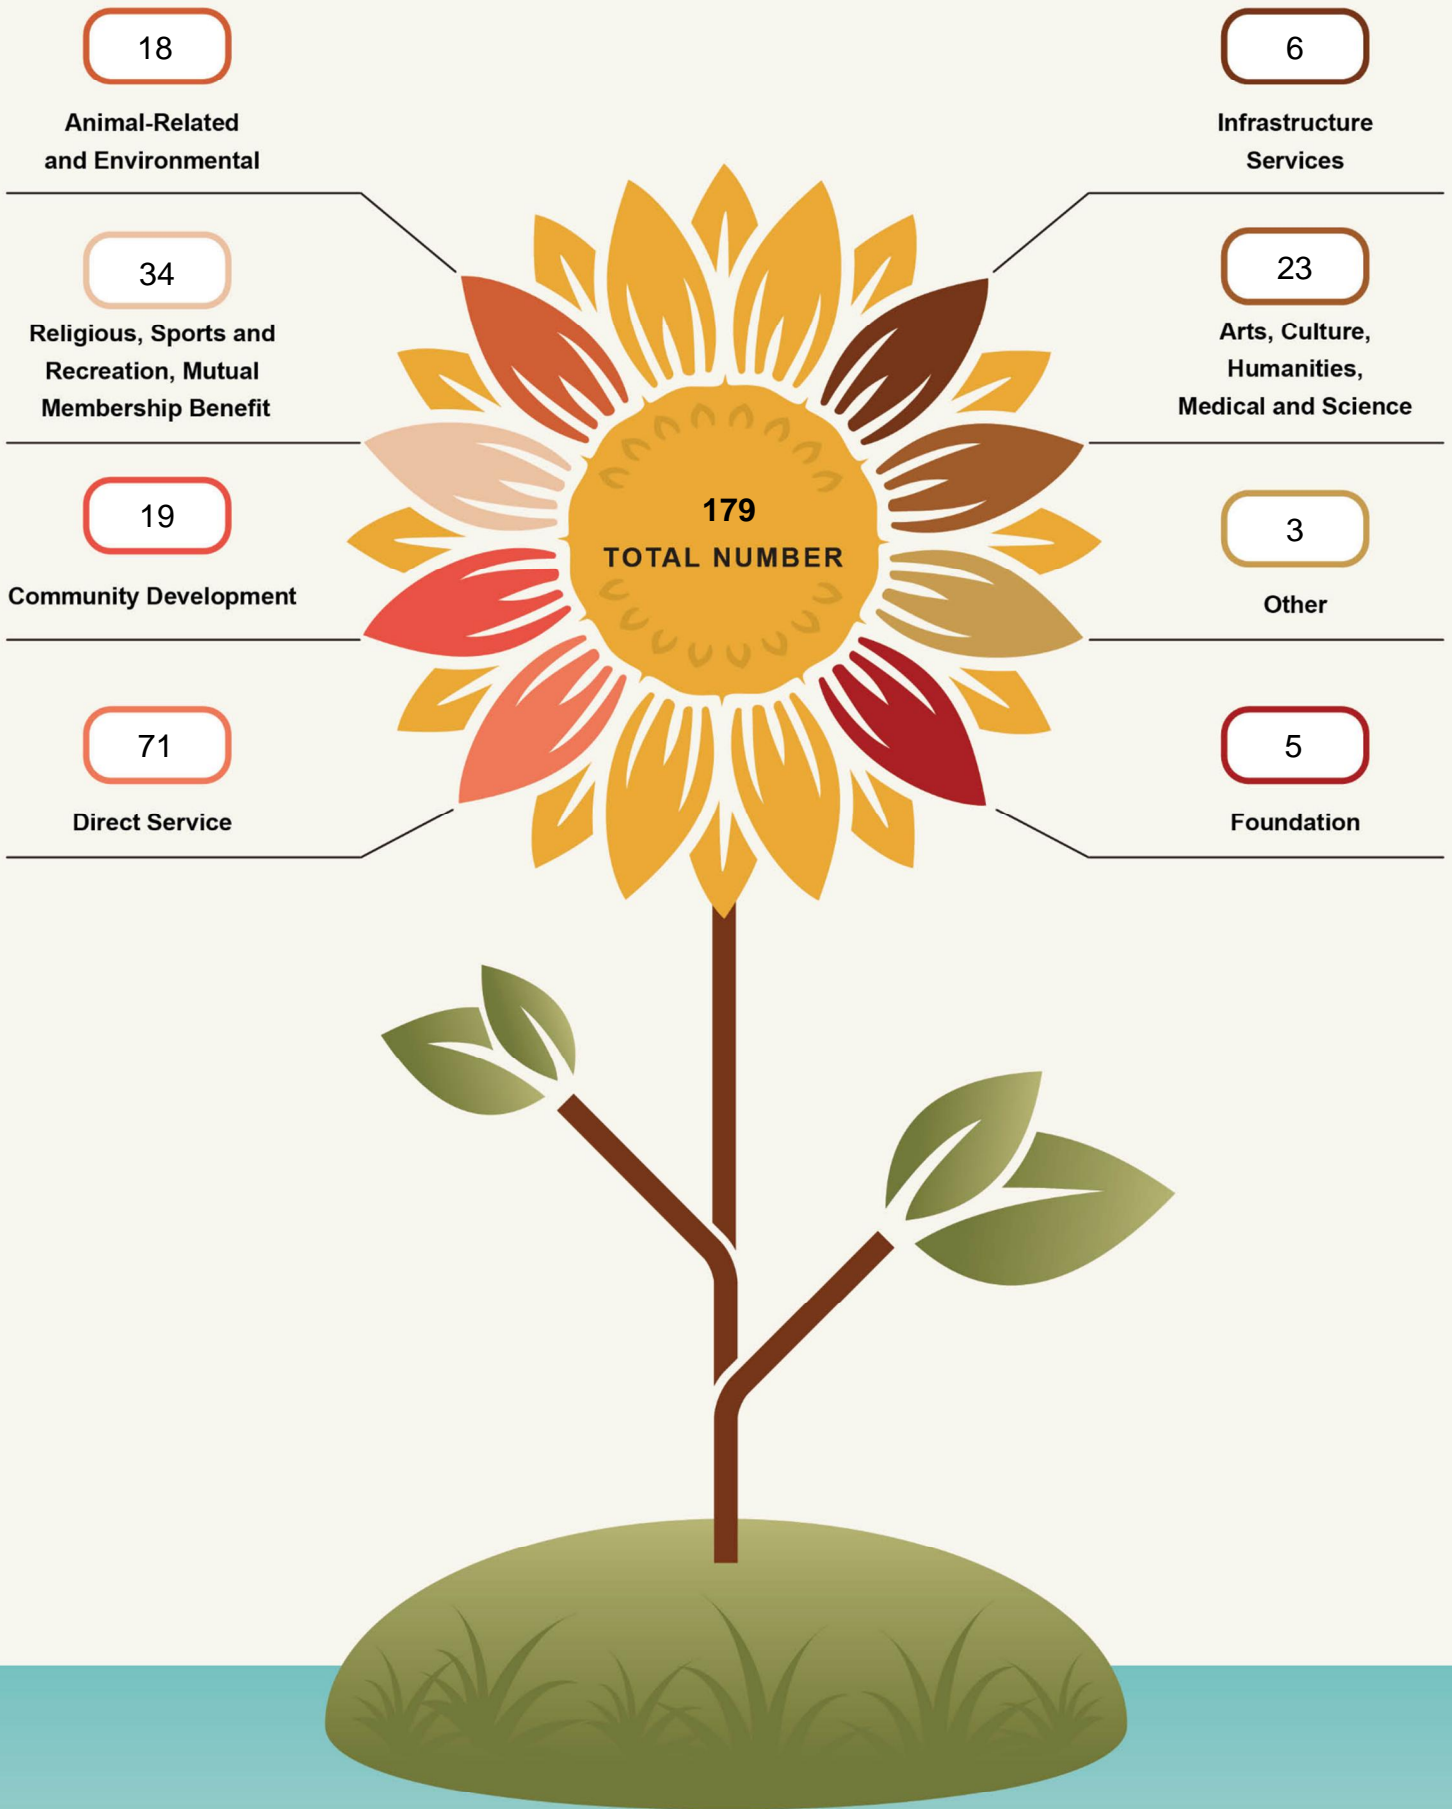 18
Animal-Related
and Environmental
34
Religious, Sports and
Recreation, Mutual
Membership Benefit
19
Community Development
71
Direct Service
179
TOTAL NUMBER
6
Infrastructure
Services
23
Arts, Culture,
Humanities,
Medical and Science
3
Other
5
Foundation